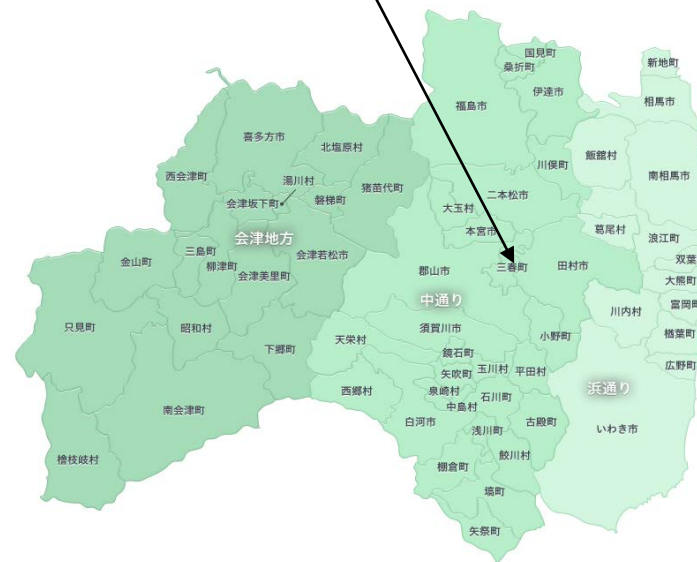 国見町
桑折町
新地町
福島市
伊達市
相馬市
喜多方市
北塩原村
川俣町
飯舘村
西会津町
湯川村
猪苗代町
南相馬市
会津坂下町
磐梯町
二本松市
大玉村
本宮市
葛尾村
会津地方
浪江町
三島町
会津若松市
金山町
柳津町
会津美里町
郡山市
三春町
田村市
双葉
大熊町
中通り
富岡町
川内村
只見町
昭和村
天栄村
須賀川市
小野町
楢葉町
下郷町
鏡石町
広野町
矢吹町
玉川村
平田村
西郷村
泉崎村
石川町
浜通り
中島村
南会津町
白河市
浅川町
古殿町
いわき市
檜枝岐村
棚倉町
鮫川村
塙町
矢祭町